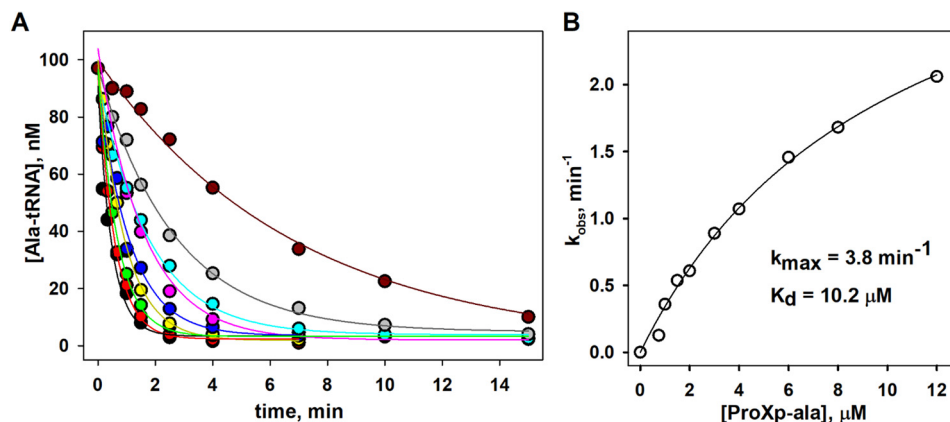 A
[Ala-tRNA], nM
100
80
60
40
20
0
0 2 4 6 8 10 12 14
time, min
B
kobs, min-1
2.0
1.5
1.0
0.5
0.0
kmax = 3.8 min-1
Kd = 10.2 μM
0 2 4 6 8 10 12
[ProXp-ala], μM